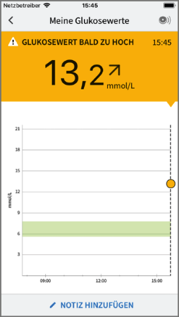 Netzbetreiber 15:45
Meine Glukosewerte
GLUKOSEWERT BALD ZU HOCH 15:45
13,2
mmol/L
23
mmol/L
18
15
12
9
6
3
09:00 12:00 15:00
NOTIZ HINZUFÜGEN